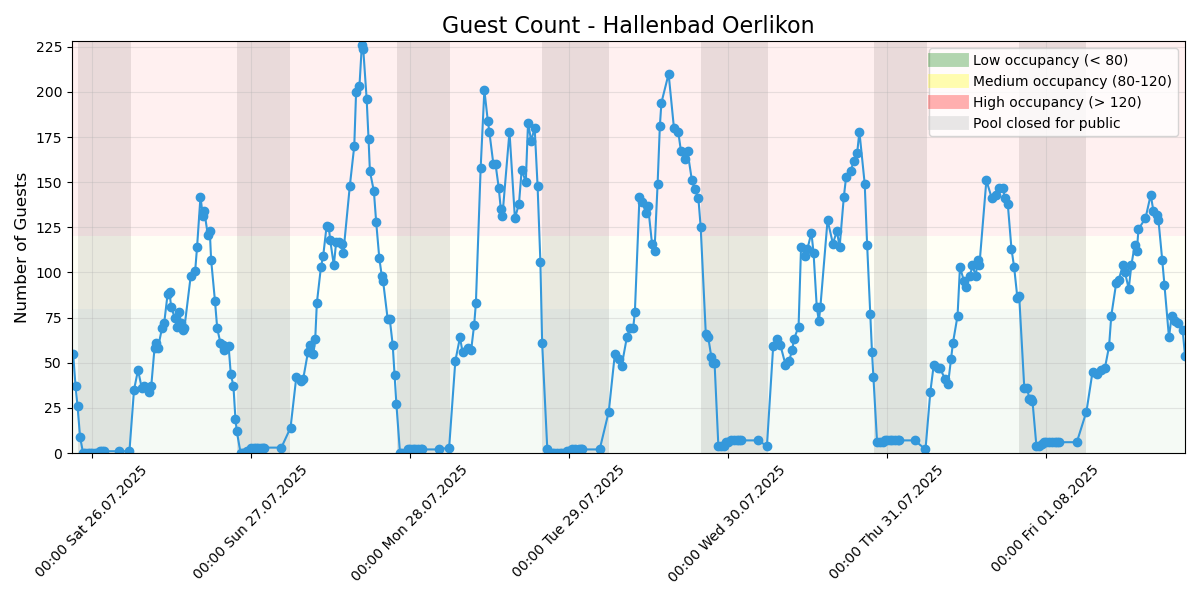 Guest Count - Hallenbad Oerlikon
Number of Guests
225
200
175
150
125
100
75
50
25
0
Low occupancy (< 80)
Medium occupancy (80-120)
High occupancy (> 120)
Pool closed for public
00:00 Sat 26.07.2025
00:00 Sun 27.07.2025
00:00 Mon 28.07.2025
00:00 Tue 29.07.2025
00:00 Wed 30.07.2025
00:00 Thu 31.07.2025
00:00 Fri 01.08.2025